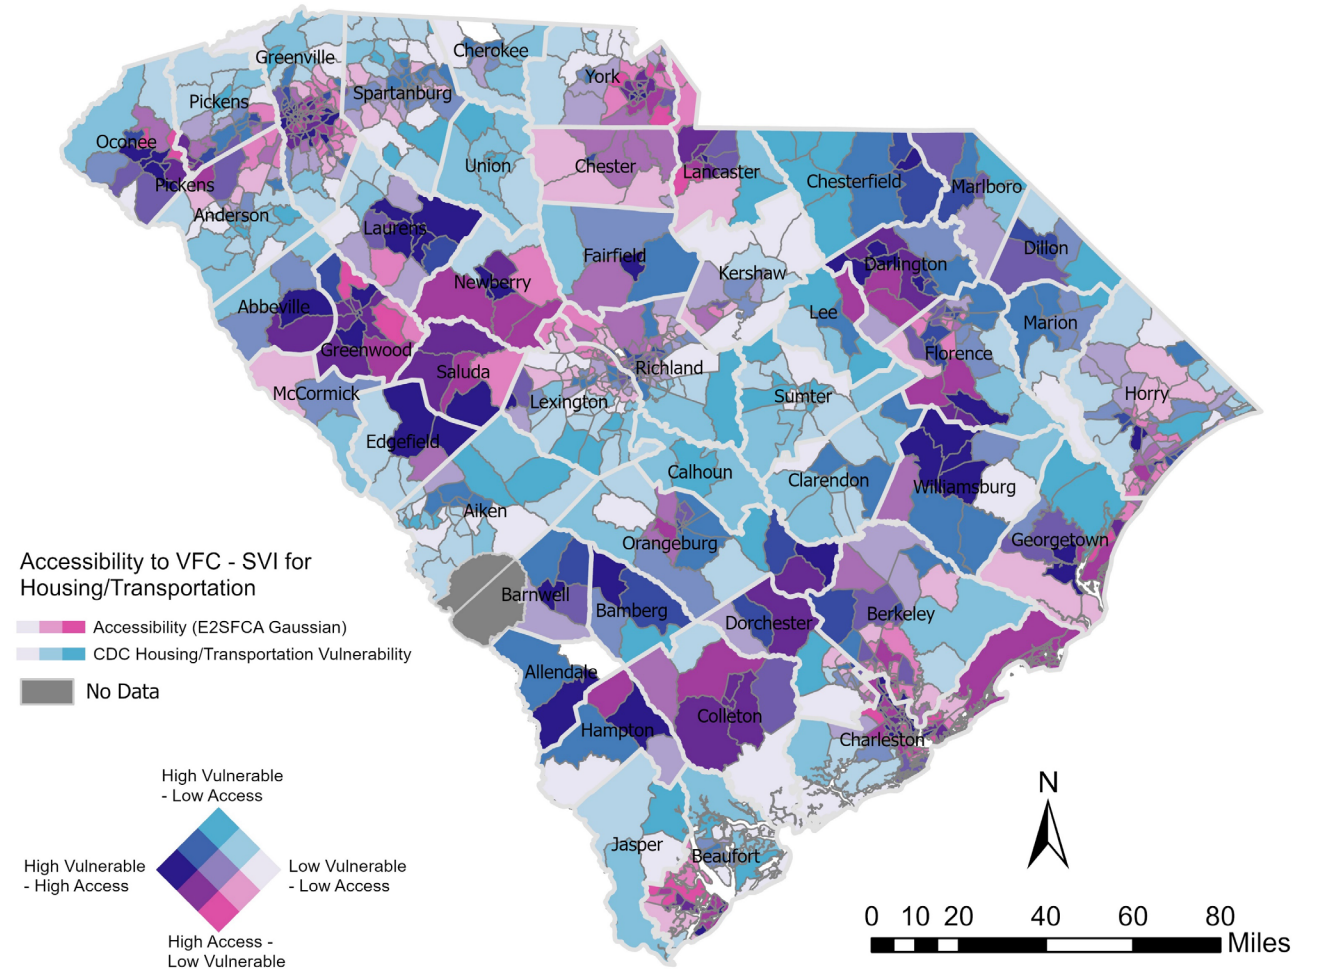 Greenville
Cherokee
York
Pickens
Spartanburg
Oconee
Union
Chester
Lancaster
Chesterfield
Marlboro
Pickens
Anderson
Laurens
Fairfield
Kershaw
Darlington
Dillon
Newberry
Abbeville
Lee
Marion
Greenwood
Florence
Saluda
Richland
McCormick
Lexington
Sumter
Horry
Edgefield
Calhoun
Clarendon
Williamsburg
Aiken
Orangeburg
Georgetown
Barnwell
Bamberg
Dorchester
Berkeley
Allendale
Hampton
Colleton
Charleston
Jasper
Beaufort
Accessibility to VFC - SVI for
Housing/Transportation
Accessibility (E2SFCA Gaussian)
CDC Housing/Transportation Vulnerability
No Data
High Vulnerable
- Low Access
High Vulnerable
- High Access
Low Vulnerable
- Low Access
High Access -
Low Vulnerable
N
0 10 20 40 60 80
Miles